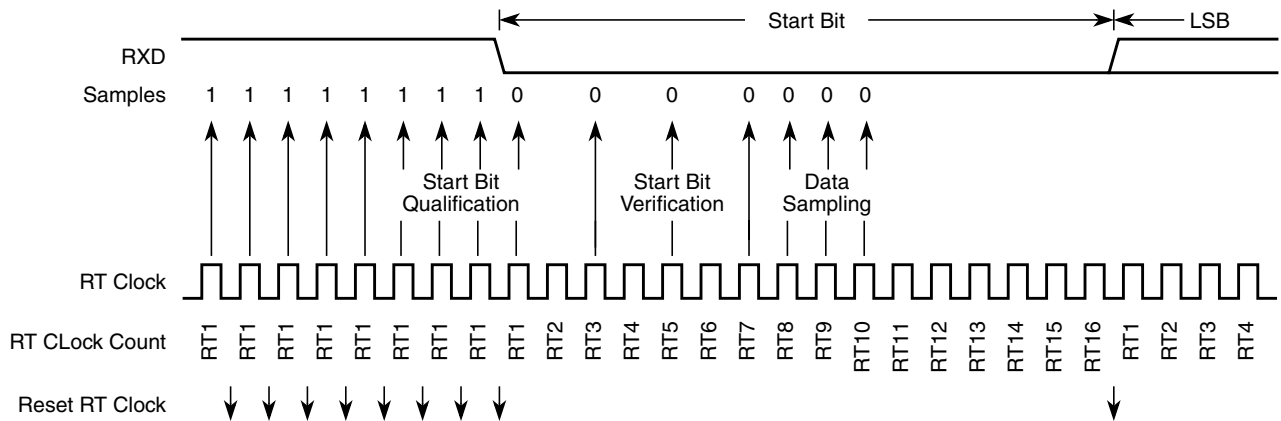 Start Bit LSB
RXD
Samples 1 1 1 1 1 1 1 1 0 0 0 0 0 0 0
Start Bit Qualification Start Bit Verification Data Sampling
RT Clock
RT CLock Count RT1 RT1 RT1 RT1 RT1 RT1 RT1 RT1 RT1 RT2 RT3 RT4 RT5 RT6 RT7 RT8 RT9 RT10 RT11 RT12 RT13 RT14 RT15 RT16 RT1 RT2 RT3 RT4
Reset RT Clock